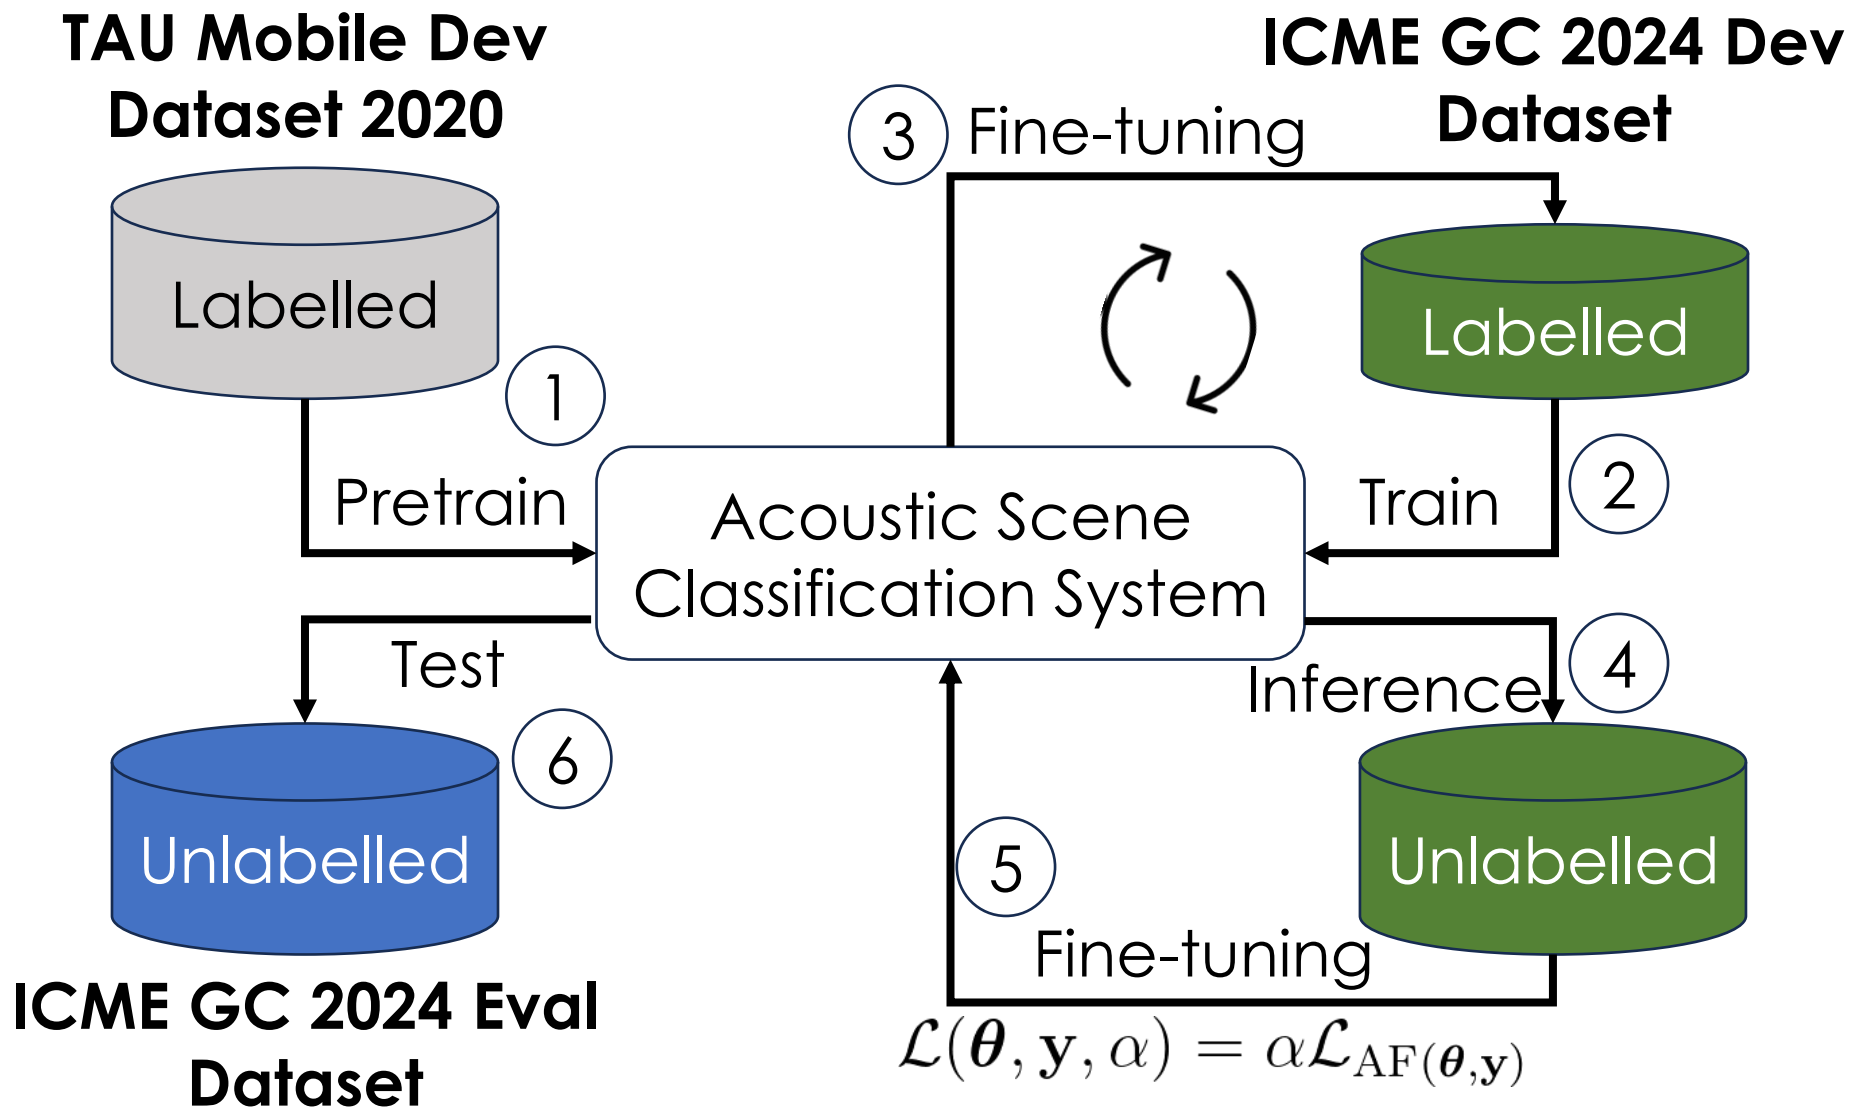 TAU Mobile Dev
Dataset 2020
Labelled
1
Pretrain
3
Fine-tuning
ICME GC 2024 Dev
Dataset
Labelled
2
Train
Acoustic Scene
Classification System
Test
6
Unlabelled
ICME GC 2024 Eval
Dataset
Inference
4
Unlabelled
5
Fine-tuning
ℒ(𝜽, 𝐲, α) = αℒ_AF(𝜽,𝐲)